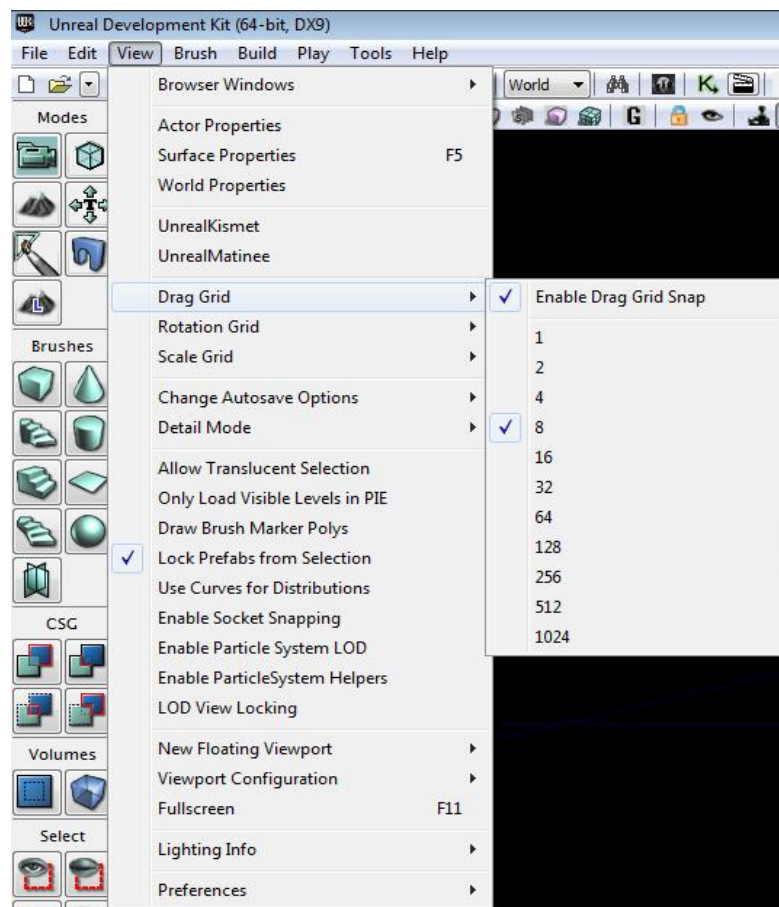 Unreal Development Kit (64-bit, DX9)
File Edit View Brush Build Play Tools Help
World
Modes
Brushes
CSG
Volumes
Select
Browser Windows
Actor Properties
Surface Properties F5
World Properties
UnrealKismet
UnrealMatinee
Drag Grid
Rotation Grid
Scale Grid
Change Autosave Options
Detail Mode
Allow Translucent Selection
Only Load Visible Levels in PIE
Draw Brush Marker Polys
Lock Prefabs from Selection
Use Curves for Distributions
Enable Socket Snapping
Enable Particle System LOD
Enable ParticleSystem Helpers
LOD View Locking
New Floating Viewport
Viewport Configuration
Fullscreen F11
Lighting Info
Preferences
Enable Drag Grid Snap
1
2
4
8
16
32
64
128
256
512
1024